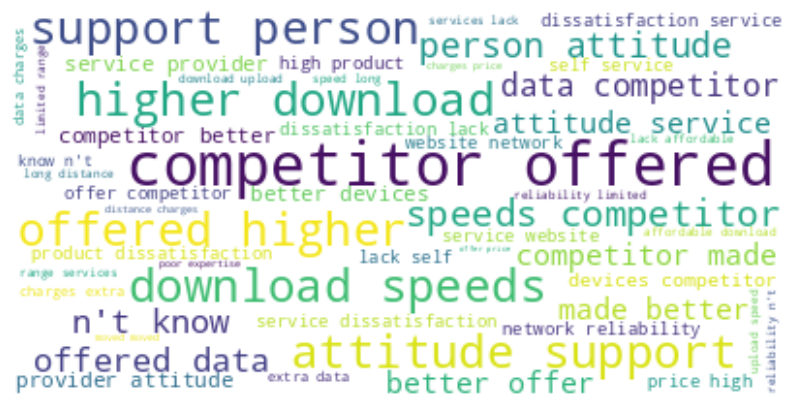 support person
services lack
dissatisfaction service
person attitude
data charges
limited range
service provider
high product
self service
charges price
download upload
speed long
higher download
data competitor
competitor better
dissatisfaction lack
attitude service
website network
lack affordable
know n't
long distance
competitor offered
offer competitor
better devices
reliability limited
distance charges
offered higher
speeds competitor
service website
affordable download
product dissatisfaction
lack self
offer price
competitor made
poor expertise
range services
charges extra
download speeds
devices competitor
made better
upload speed
reliability n't
n't know
service dissatisfaction
network reliability
moved moved
offered data
attitude support
provider attitude
extra data
better offer
price high